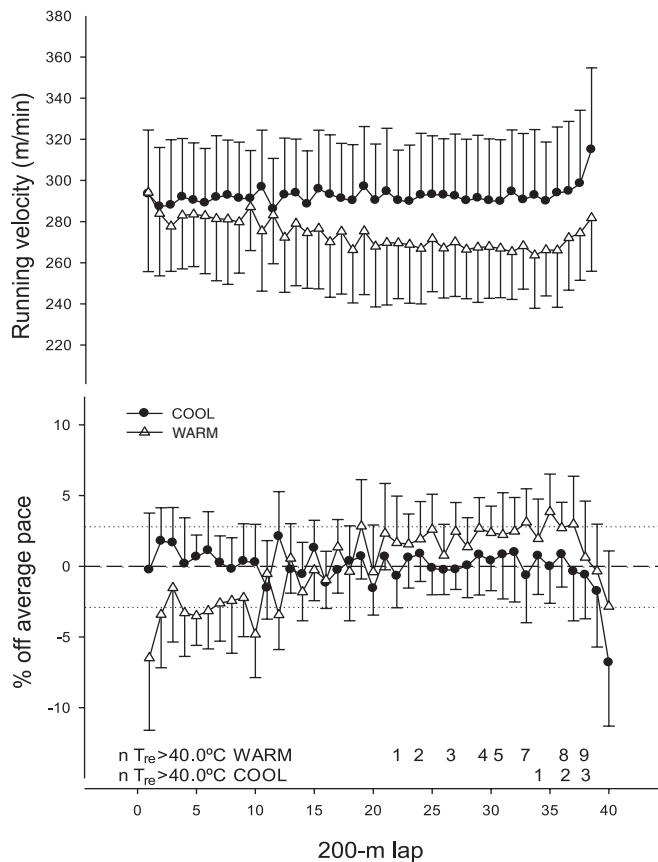 380
360
340
320
300
280
260
240
220
Running velocity (m/min)
COOL
WARM
10
5
0
-5
-10
% off average pace
n Tre>40.0ºC WARM 1 2 3 4 5 7 8 9
n Tre>40.0ºC COOL 1 2 3
0 5 10 15 20 25 30 35 40
200-m lap